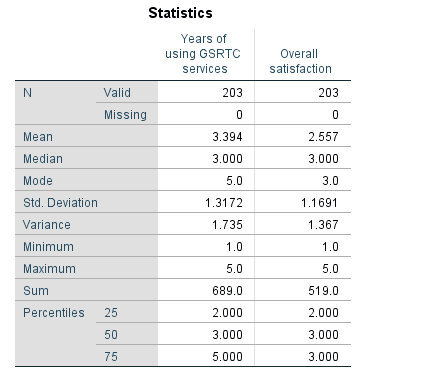 Statistics
Years of using GSRTC services Overall satisfaction
N Valid 203 203
Missing 0 0
Mean 3.394 2.557
Median 3.000 3.000
Mode 5.0 3.0
Std. Deviation 1.3172 1.1691
Variance 1.735 1.367
Minimum 1.0 1.0
Maximum 5.0 5.0
Sum 689.0 519.0
Percentiles 25 2.000 2.000
50 3.000 3.000
75 5.000 3.000